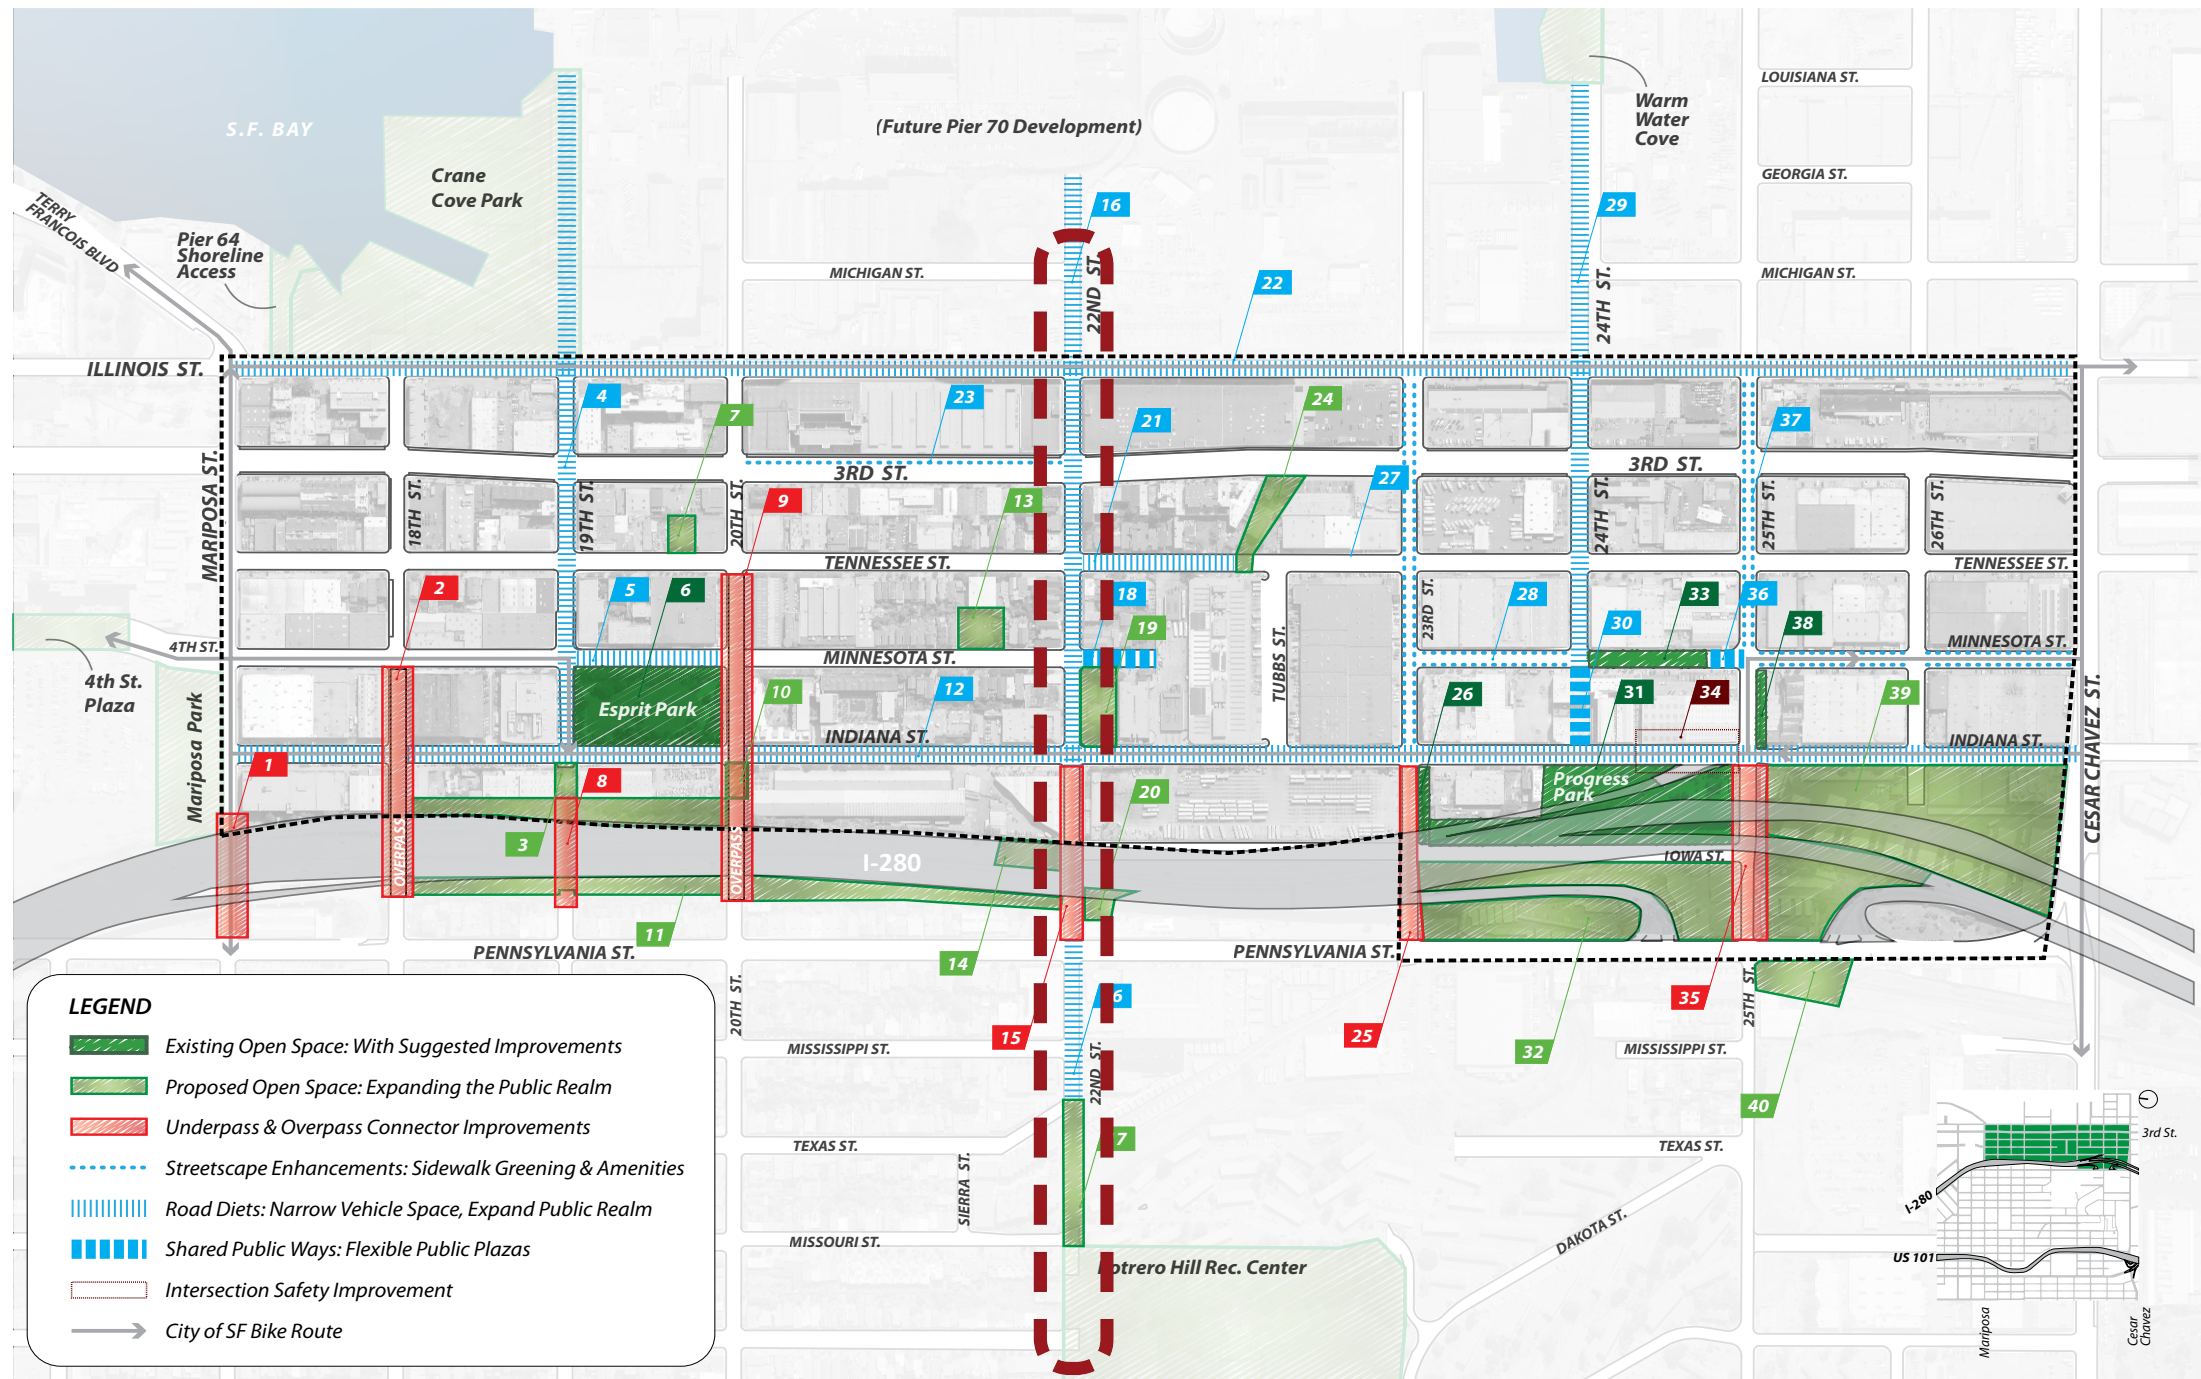 LOUISIANA ST.
S.F. BAY
(Future Pier 70 Development)
Warm
Water
Cove
Crane
Cove Park
GEORGIA ST.
TERRY
FRANCOIS BLVD
Pier 64
Shoreline
Access
16
29
MICHIGAN ST.
22ND ST.
22
24TH ST.
MICHIGAN ST.
ILLINOIS ST.
4
7
23
21
24
37
MARIPOSA ST.
3RD ST.
3RD ST.
27
18TH ST.
19TH ST.
20TH ST.
9
13
24TH ST.
25TH ST.
26TH ST.
TENNESSEE ST.
TENNESSEE ST.
2
5
6
18
19
23RD ST.
28
30
33
36
38
4TH ST.
MINNESOTA ST.
MINNESOTA ST.
4th St.
Plaza
Mariposa Park
Esprit Park
10
12
TUBBS ST.
26
31
34
39
INDIANA ST.
INDIANA ST.
CESAR CHAVEZ ST.
1
8
3
20
Progress
Park
OVERPASS
OVERPASS
I-280
IOWA ST.
11
14
PENNSYLVANIA ST.
PENNSYLVANIA ST.
15
6
25
32
35
25TH ST.
20TH ST.
22ND ST.
MISSISSIPPI ST.
MISSISSIPPI ST.
40
7
TEXAS ST.
TEXAS ST.
SIERRA ST.
MISSOURI ST.
DAKOTA ST.
otrero Hill Rec. Center
LEGEND
Existing Open Space: With Suggested Improvements
Proposed Open Space: Expanding the Public Realm
Underpass & Overpass Connector Improvements
Streetscape Enhancements: Sidewalk Greening & Amenities
Road Diets: Narrow Vehicle Space, Expand Public Realm
Shared Public Ways: Flexible Public Plazas
Intersection Safety Improvement
City of SF Bike Route
3rd St.
I-280
US 101
Mariposa
Cesar
Chavez